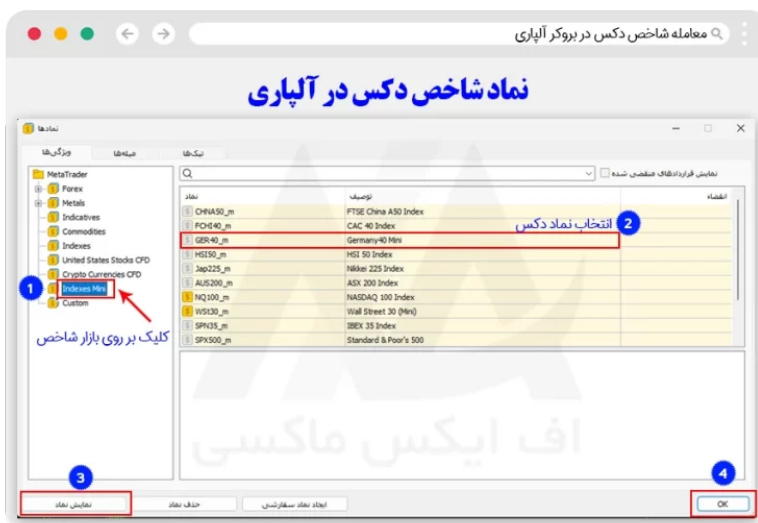 معامله شاخص دکس در بروکر آلپاری
نماد شاخص دکس در آلپاری
نمادها
ویژگی‌ها
میله‌ها
تیک‌ها
نمایش قراردادهای منقضی شده
MetaTrader
Forex
Metals
Indicatives
Commodities
Indexes
United States Stocks CFD
Crypto Currencies CFD
1
Indexes Mini
Custom
کلیک بر روی بازار شاخص
نماد توصیف انقضاء
CHNA50_m FTSE China A50 Index
FCHI40_m CAC 40 Index
2 انتخاب نماد دکس
GER40_m Germany40 Mini
HSI50_m HSI 50 Index
Jap225_m Nikkei 225 Index
AUS200_m ASX 200 Index
NQ100_m NASDAQ 100 Index
WSt30_m Wall Street 30 (Mini)
SPN35_m IBEX 35 Index
SPX500_m Standard & Poor's 500
اف ایکس ماکسی
3
نمایش نماد
حذف نماد
ایجاد نماد سفارشی
4
OK